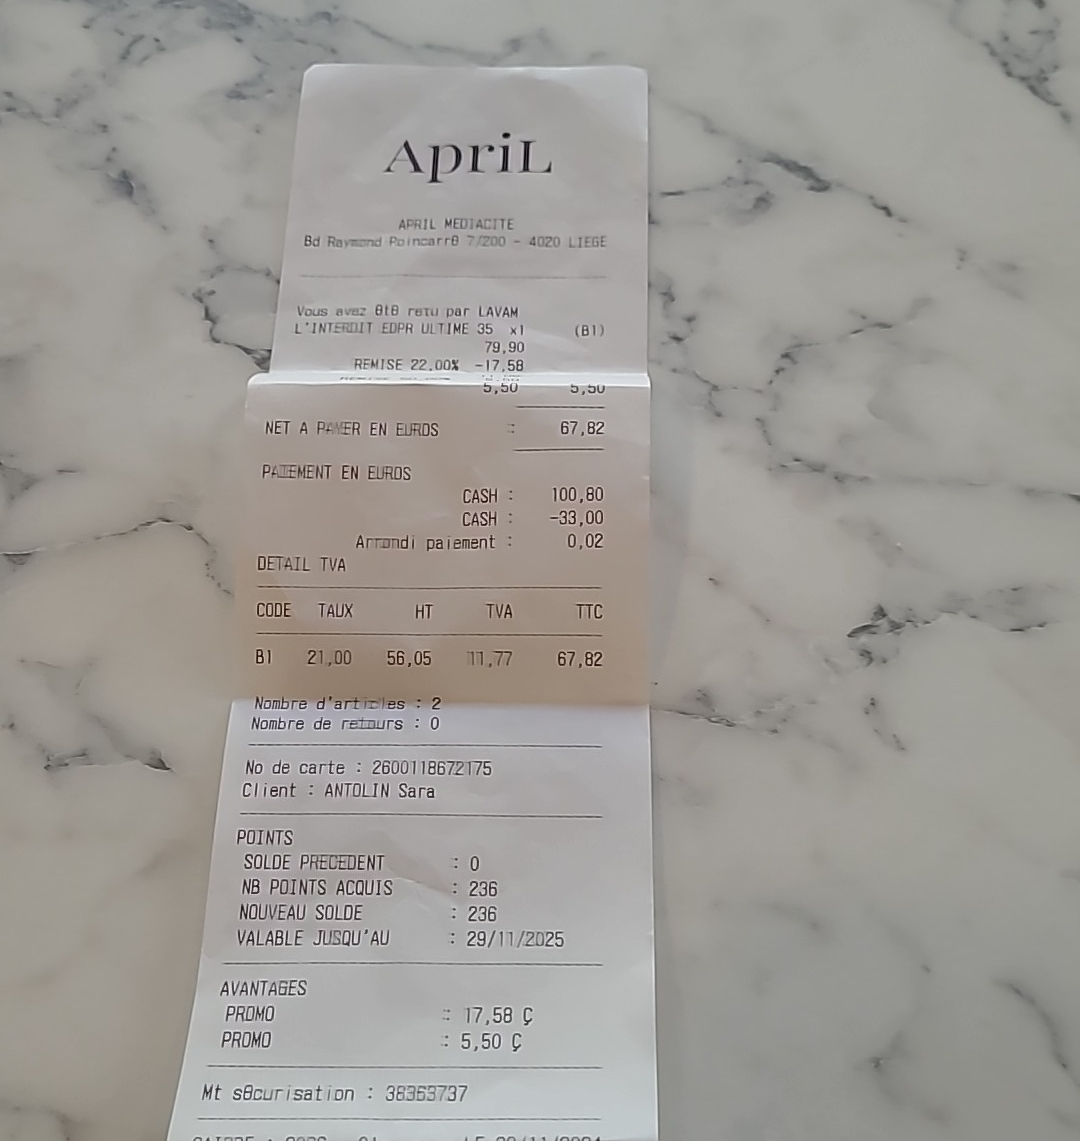 ApriL
APRIL MEDIACITE
Bd Raymond Poincarrθ 7/200 - 4020 LIEGE
Vous avez θtθ retu par LAVAM
L'INTERDIT EDPR ULTIME 35 x1 (B1)
79,90
REMISE 22,00% -17,58
5,50 5,50
NET A PAYER EN EUROS : 67,82
PAIEMENT EN EUROS
CASH : 100,80
CASH : -33,00
Arrondi paiement : 0,02
DETAIL TVA
CODE TAUX HT TVA TTC
B1 21,00 56,05 11,77 67,82
Nombre d'articles : 2
Nombre de retours : 0
No de carte : 2600118672175
Client : ANTOLIN Sara
POINTS
SOLDE PRECEDENT : 0
NB POINTS ACQUIS : 236
NOUVEAU SOLDE : 236
VALABLE JUSQU'AU : 29/11/2025
AVANTAGES
PROMO : 17,58 Ç
PROMO : 5,50 Ç
Mt sθcurisation : 38363737